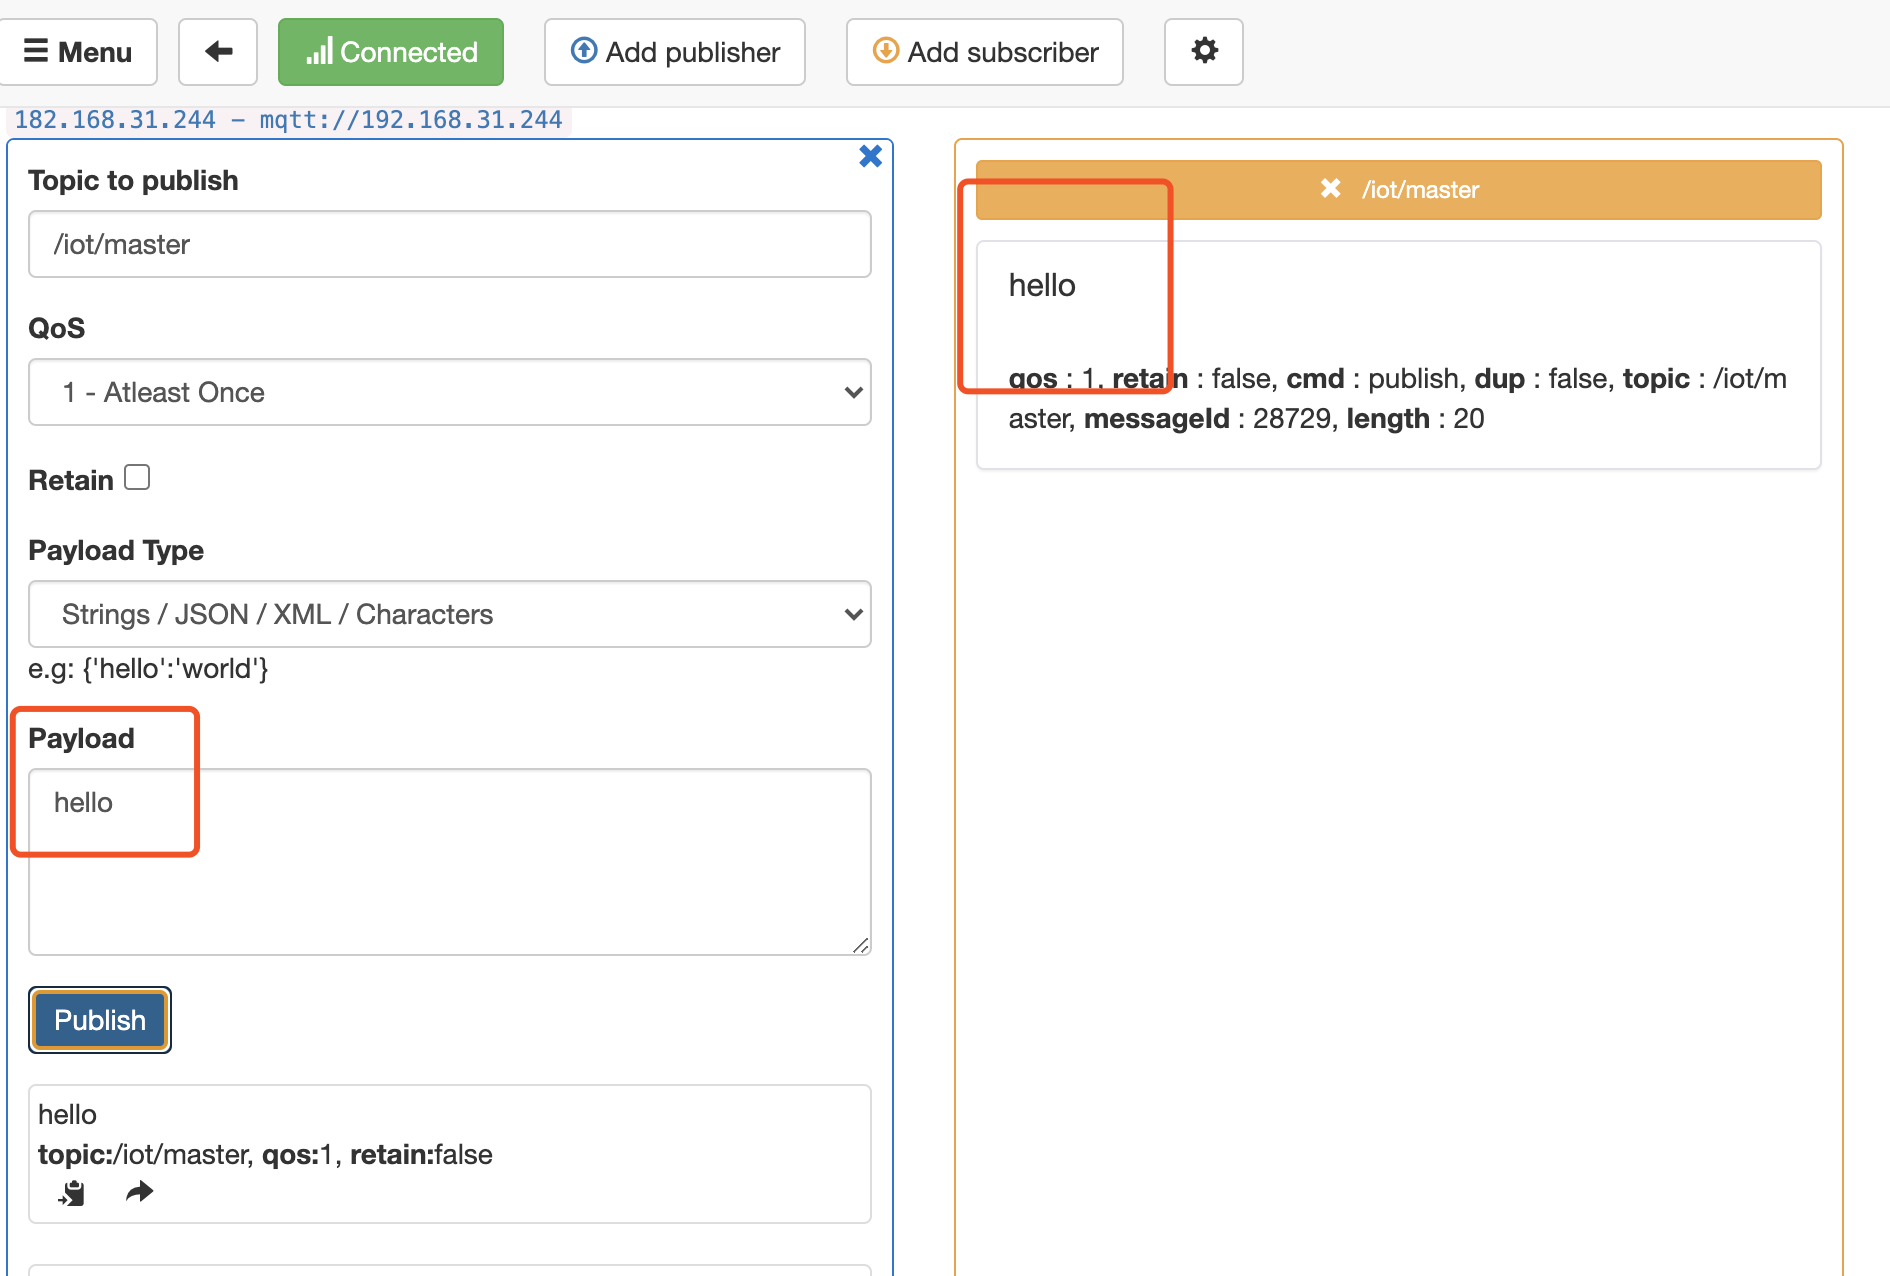 Menu
Connected
Add publisher
Add subscriber
182.168.31.244 - mqtt://192.168.31.244
Topic to publish
/iot/master
QoS
1 - Atleast Once
Retain
Payload Type
Strings / JSON / XML / Characters
e.g: {'hello':'world'}
Payload
hello
Publish
hello
topic:/iot/master, qos:1, retain:false
/iot/master
hello
qos : 1, retain : false, cmd : publish, dup : false, topic : /iot/m
aster, messageId : 28729, length : 20